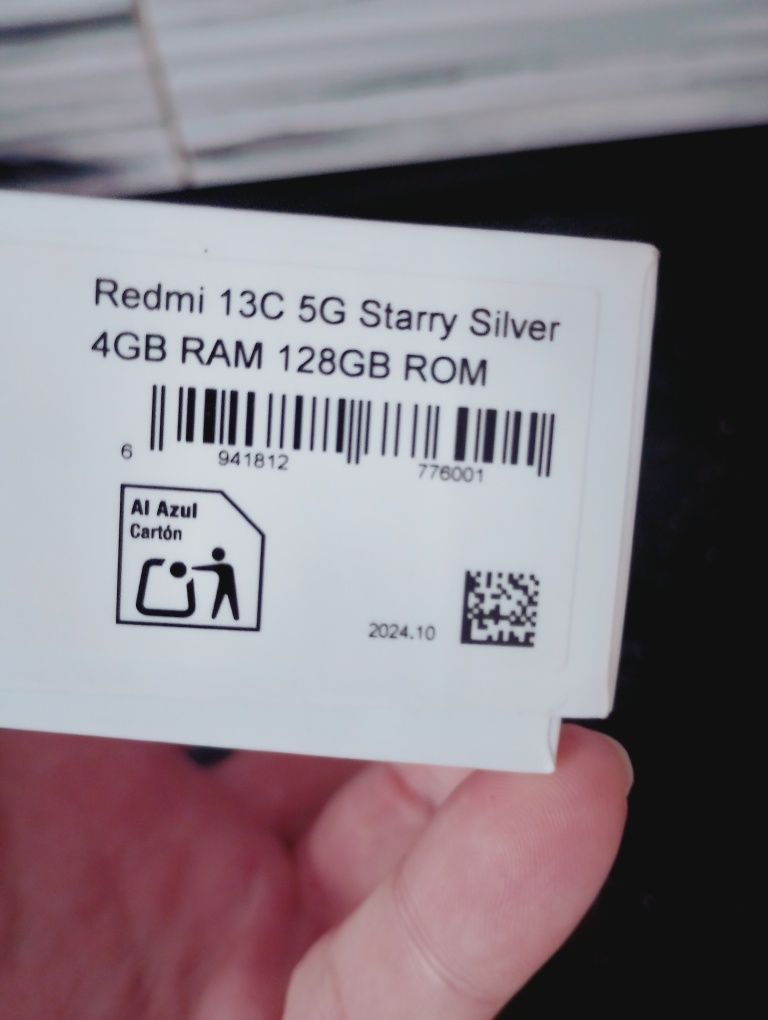 Redmi 13C 5G Starry Silver
4GB RAM 128GB ROM
6 941812 776001
Al Azul
Cartón
2024.10